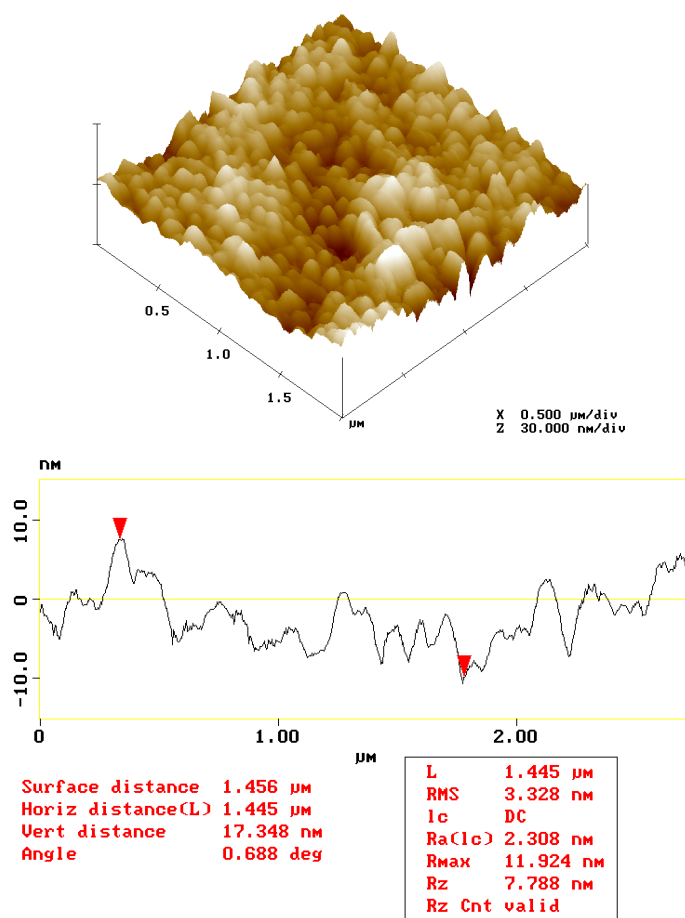 0.5
1.0
1.5
µM
X 0.500 µM/div
Z 30.000 nM/div
nM
10.0
0
-10.0
0
1.00
2.00
µM
Surface distance 1.456 µM
Horiz distance(L) 1.445 µM
Vert distance 17.348 nM
Angle 0.688 deg
L 1.445 µM
RMS 3.328 nM
lc DC
Ra(lc) 2.308 nM
Rmax 11.924 nM
Rz 7.788 nM
Rz Cnt valid